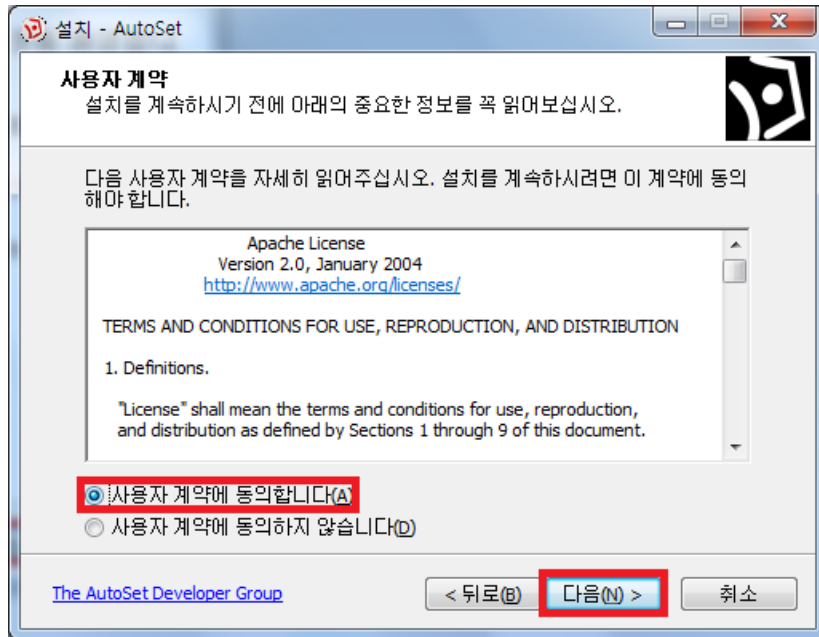 설치 - AutoSet
사용자 계약
설치를 계속하시기 전에 아래의 중요한 정보를 꼭 읽어보십시오.
다음 사용자 계약을 자세히 읽어주십시오. 설치를 계속하시려면 이 계약에 동의
해야 합니다.
Apache License
Version 2.0, January 2004
http://www.apache.org/licenses/
TERMS AND CONDITIONS FOR USE, REPRODUCTION, AND DISTRIBUTION
1. Definitions.
"License" shall mean the terms and conditions for use, reproduction,
and distribution as defined by Sections 1 through 9 of this document.
사용자 계약에 동의합니다(A)
사용자 계약에 동의하지 않습니다(D)
The AutoSet Developer Group
< 뒤로(B)
다음(N) >
취소